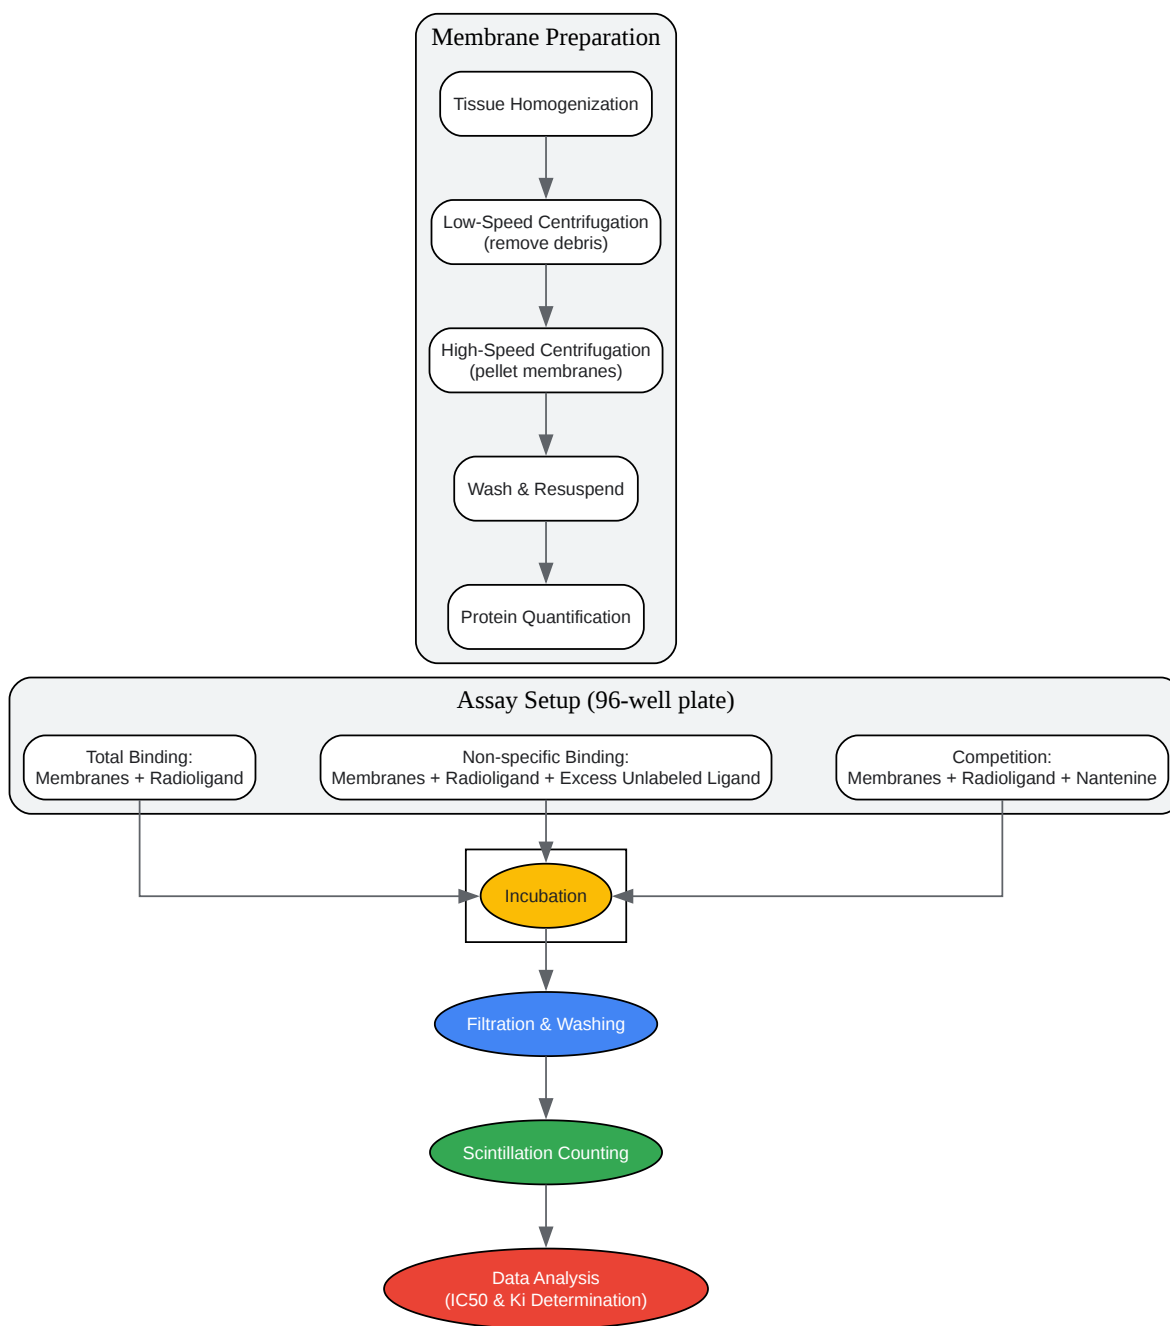 Membrane Preparation
Tissue Homogenization
Low-Speed Centrifugation
(remove debris)
High-Speed Centrifugation
(pellet membranes)
Wash & Resuspend
Protein Quantification
Assay Setup (96-well plate)
Total Binding:
Membranes + Radioligand
Non-specific Binding:
Membranes + Radioligand + Excess Unlabeled Ligand
Competition:
Membranes + Radioligand + Nantenine
Incubation
Filtration & Washing
Scintillation Counting
Data Analysis
(IC50 & Ki Determination)